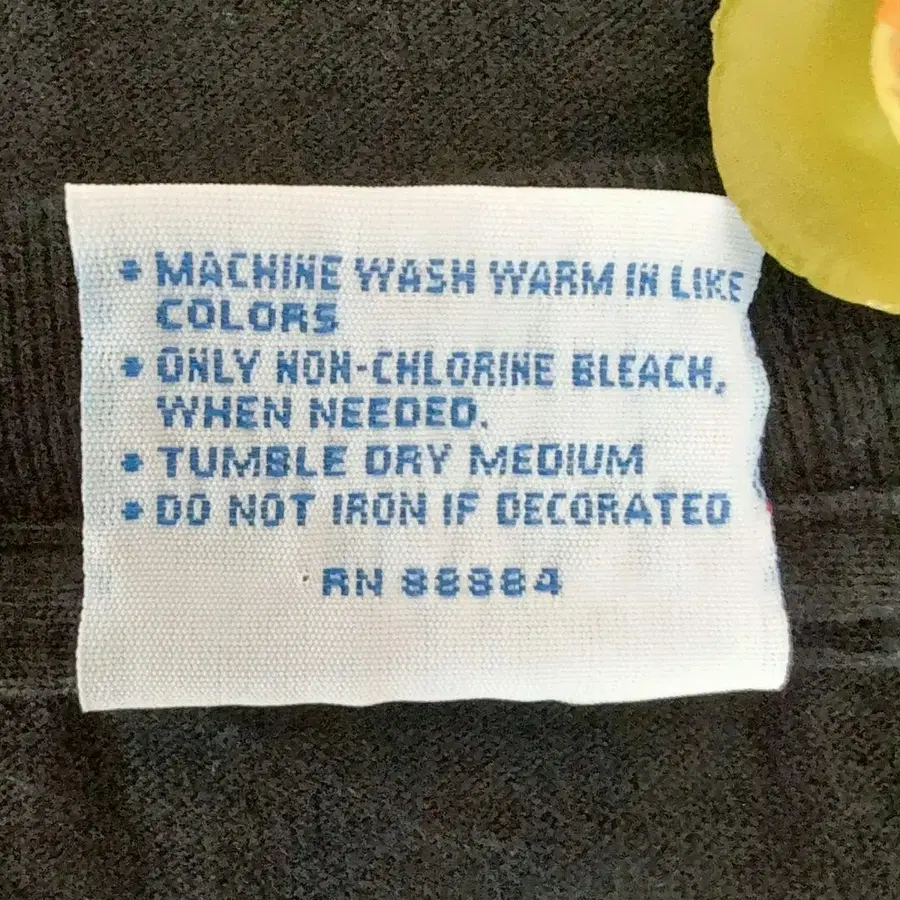 • MACHINE WASH WARM IN LIKE
COLORS
• ONLY NON-CHLORINE BLEACH,
WHEN NEEDED.
• TUMBLE DRY MEDIUM
• DO NOT IRON IF DECORATED
RN